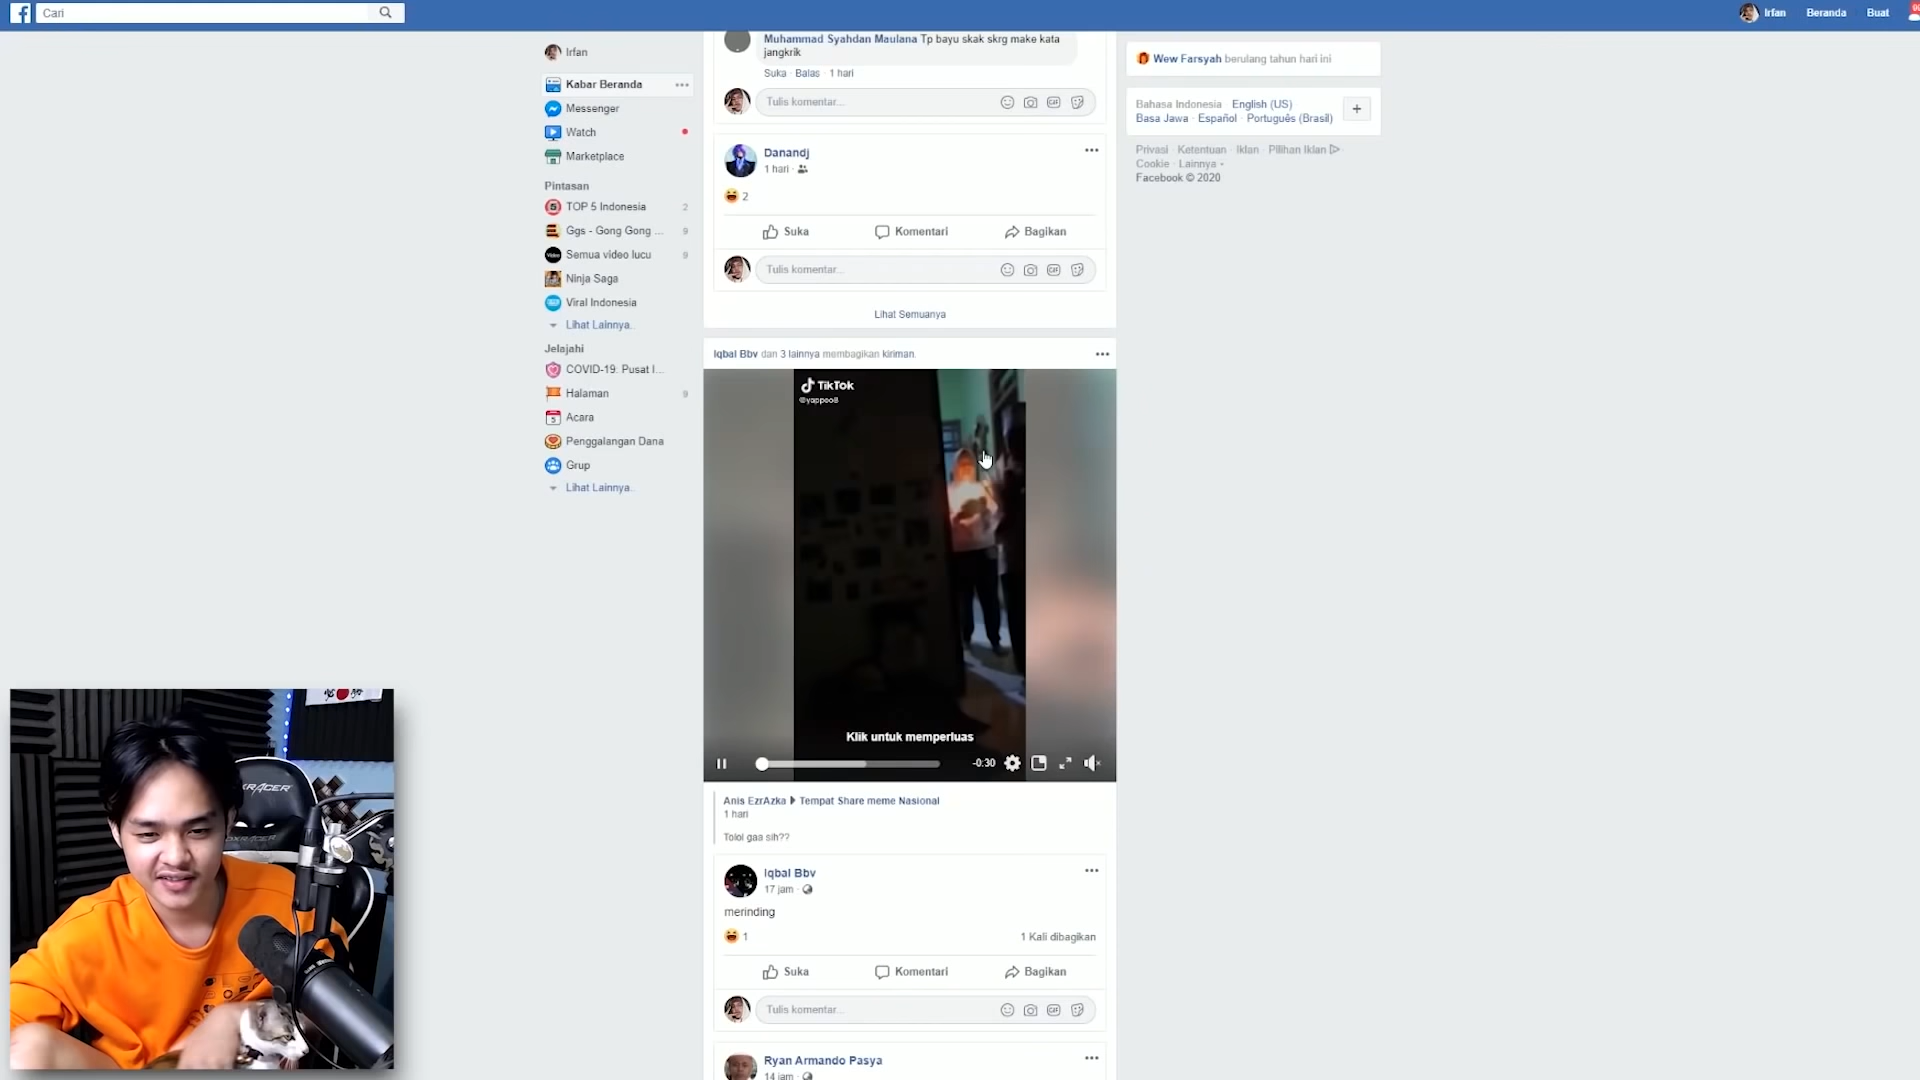 Cari
Irfan
Beranda
Buat
Irfan
Kabar Beranda
Messenger
Watch
Marketplace
Pintasan
TOP 5 Indonesia 2
Ggs - Gong Gong ... 9
Semua video lucu 9
Ninja Saga
Viral Indonesia
Lihat Lainnya..
Jelajahi
COVID-19: Pusat I...
Halaman 9
Acara
Penggalangan Dana
Grup
Lihat Lainnya..
Muhammad Syahdan Maulana Tp bayu skak skrg make kata
jangkrik
Suka · Balas · 1 hari
Tulis komentar...
Danandj
1 hari ·
2
Suka Komentari Bagikan
Tulis komentar...
Lihat Semuanya
Iqbal Bbv dan 3 lainnya membagikan kiriman.
TikTok
@yappoo8
Klik untuk memperluas
-0:30
Anis EzrAzka Tempat Share meme Nasional
1 hari
Tolol gaa sih??
Iqbal Bbv
17 jam ·
merinding
1
1 Kali dibagikan
Suka Komentari Bagikan
Tulis komentar...
Ryan Armando Pasya
14 jam ·
Wew Farsyah berulang tahun hari ini
Bahasa Indonesia · English (US)
Basa Jawa · Español · Português (Brasil)
Privasi · Ketentuan · Iklan · Pilihan Iklan
Cookie · Lainnya
Facebook © 2020